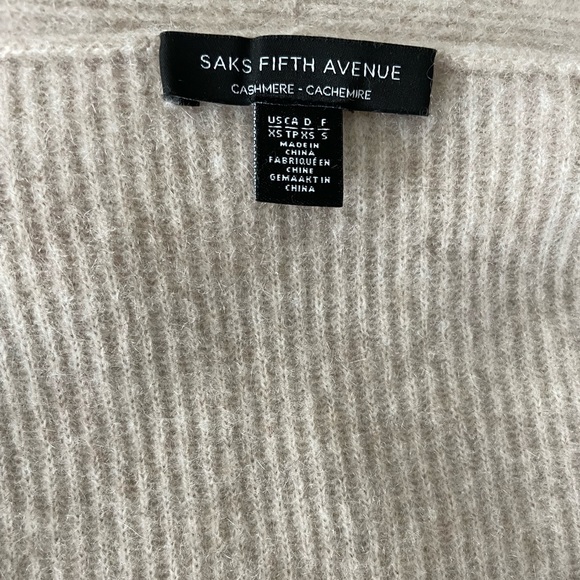 SAKS FIFTH AVENUE
CASHMERE - CACHEMIRE
US CA D F
XS TP XS S
MADE IN
CHINA
FABRIQUÉ EN
CHINE
GEMAAKT IN
CHINA